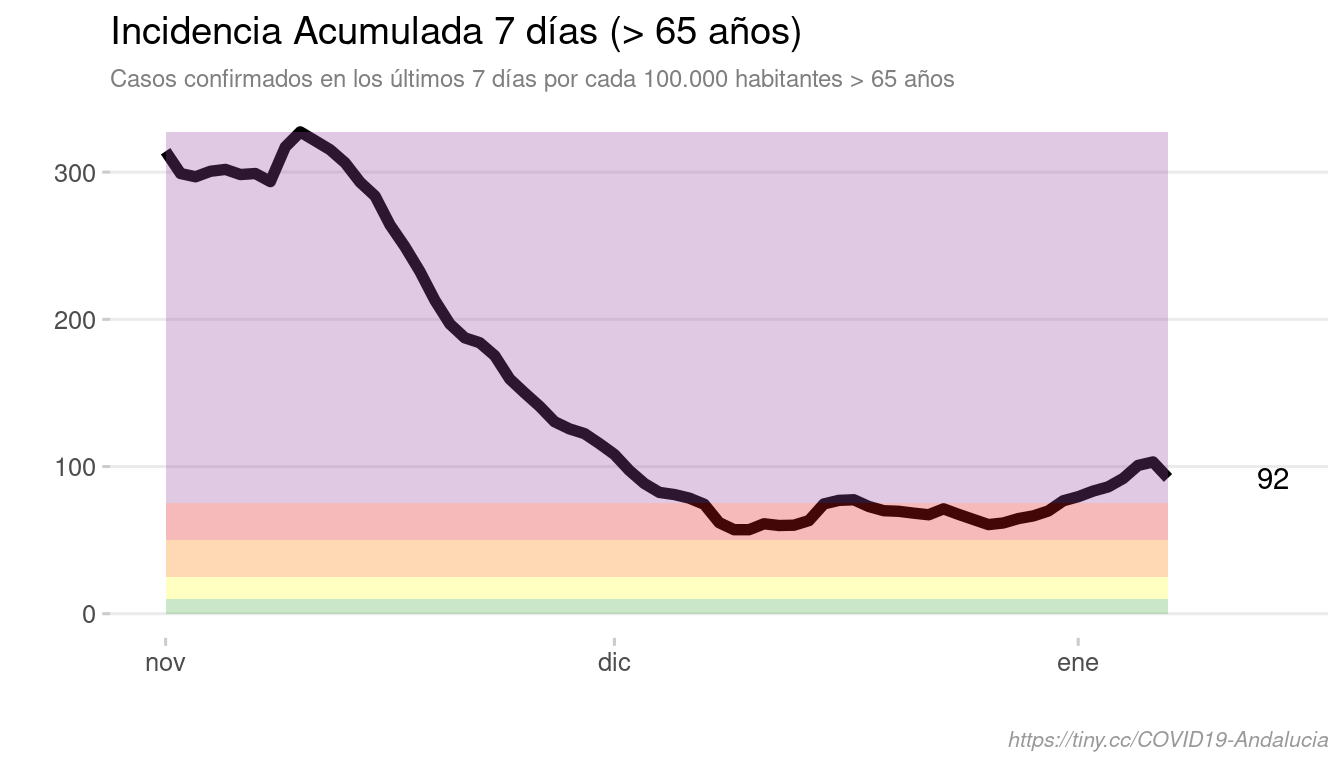 Incidencia Acumulada 7 días (> 65 años)
Casos confirmados en los últimos 7 días por cada 100.000 habitantes > 65 años
300
200
100
92
0
nov dic ene
https://tiny.cc/COVID19-Andalucia